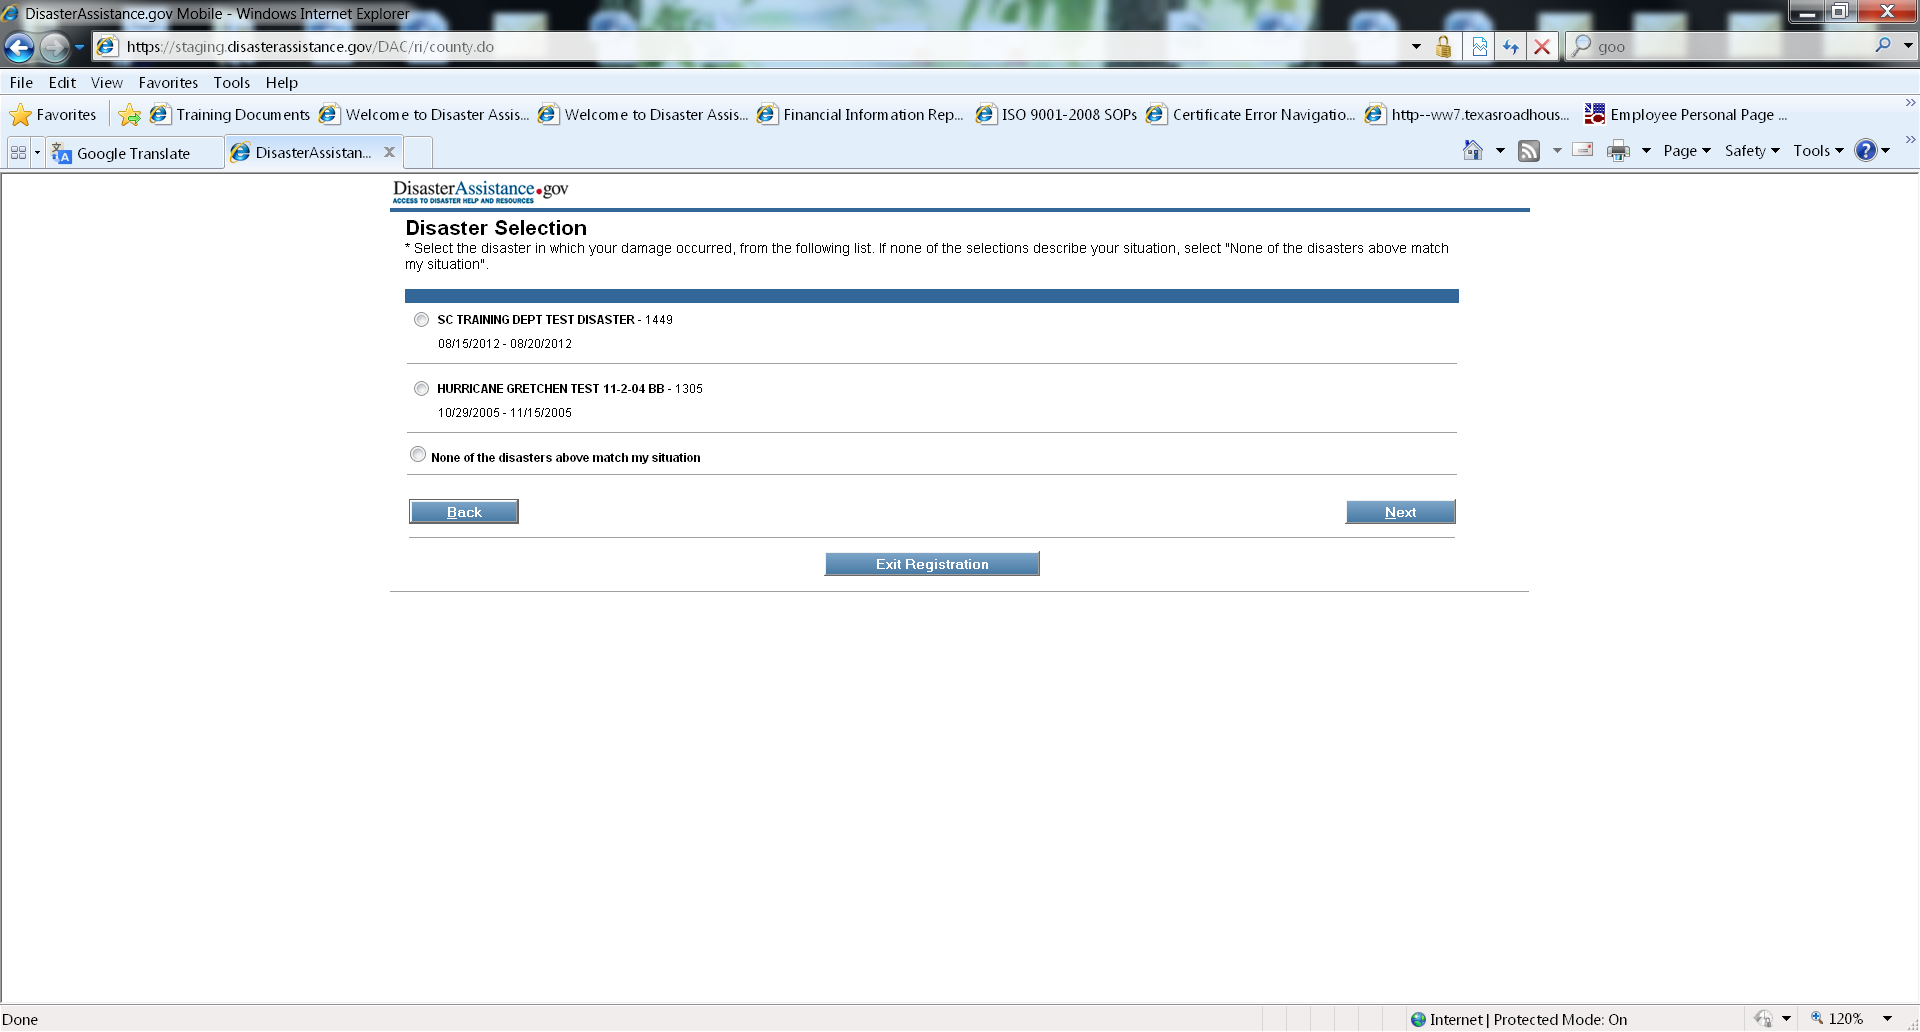 DisasterAssistance.gov Mobile - Windows Internet Explorer
https://staging.disasterassistance.gov/DAC/ri/county.do
goo
File Edit View Favorites Tools Help
Favorites Training Documents Welcome to Disaster Assis... Welcome to Disaster Assis... Financial Information Rep... ISO 9001-2008 SOPs Certificate Error Navigatio... http--ww7.texasroadhous... Employee Personal Page ...
Google Translate DisasterAssistan... Page Safety Tools
DisasterAssistance.gov
ACCESS TO DISASTER HELP AND RESOURCES
Disaster Selection
* Select the disaster in which your damage occurred, from the following list. If none of the selections describe your situation, select "None of the disasters above match
my situation".
SC TRAINING DEPT TEST DISASTER - 1449
08/15/2012 - 08/20/2012
HURRICANE GRETCHEN TEST 11-2-04 BB - 1305
10/29/2005 - 11/15/2005
None of the disasters above match my situation
Back Next
Exit Registration
Done Internet | Protected Mode: On 120%